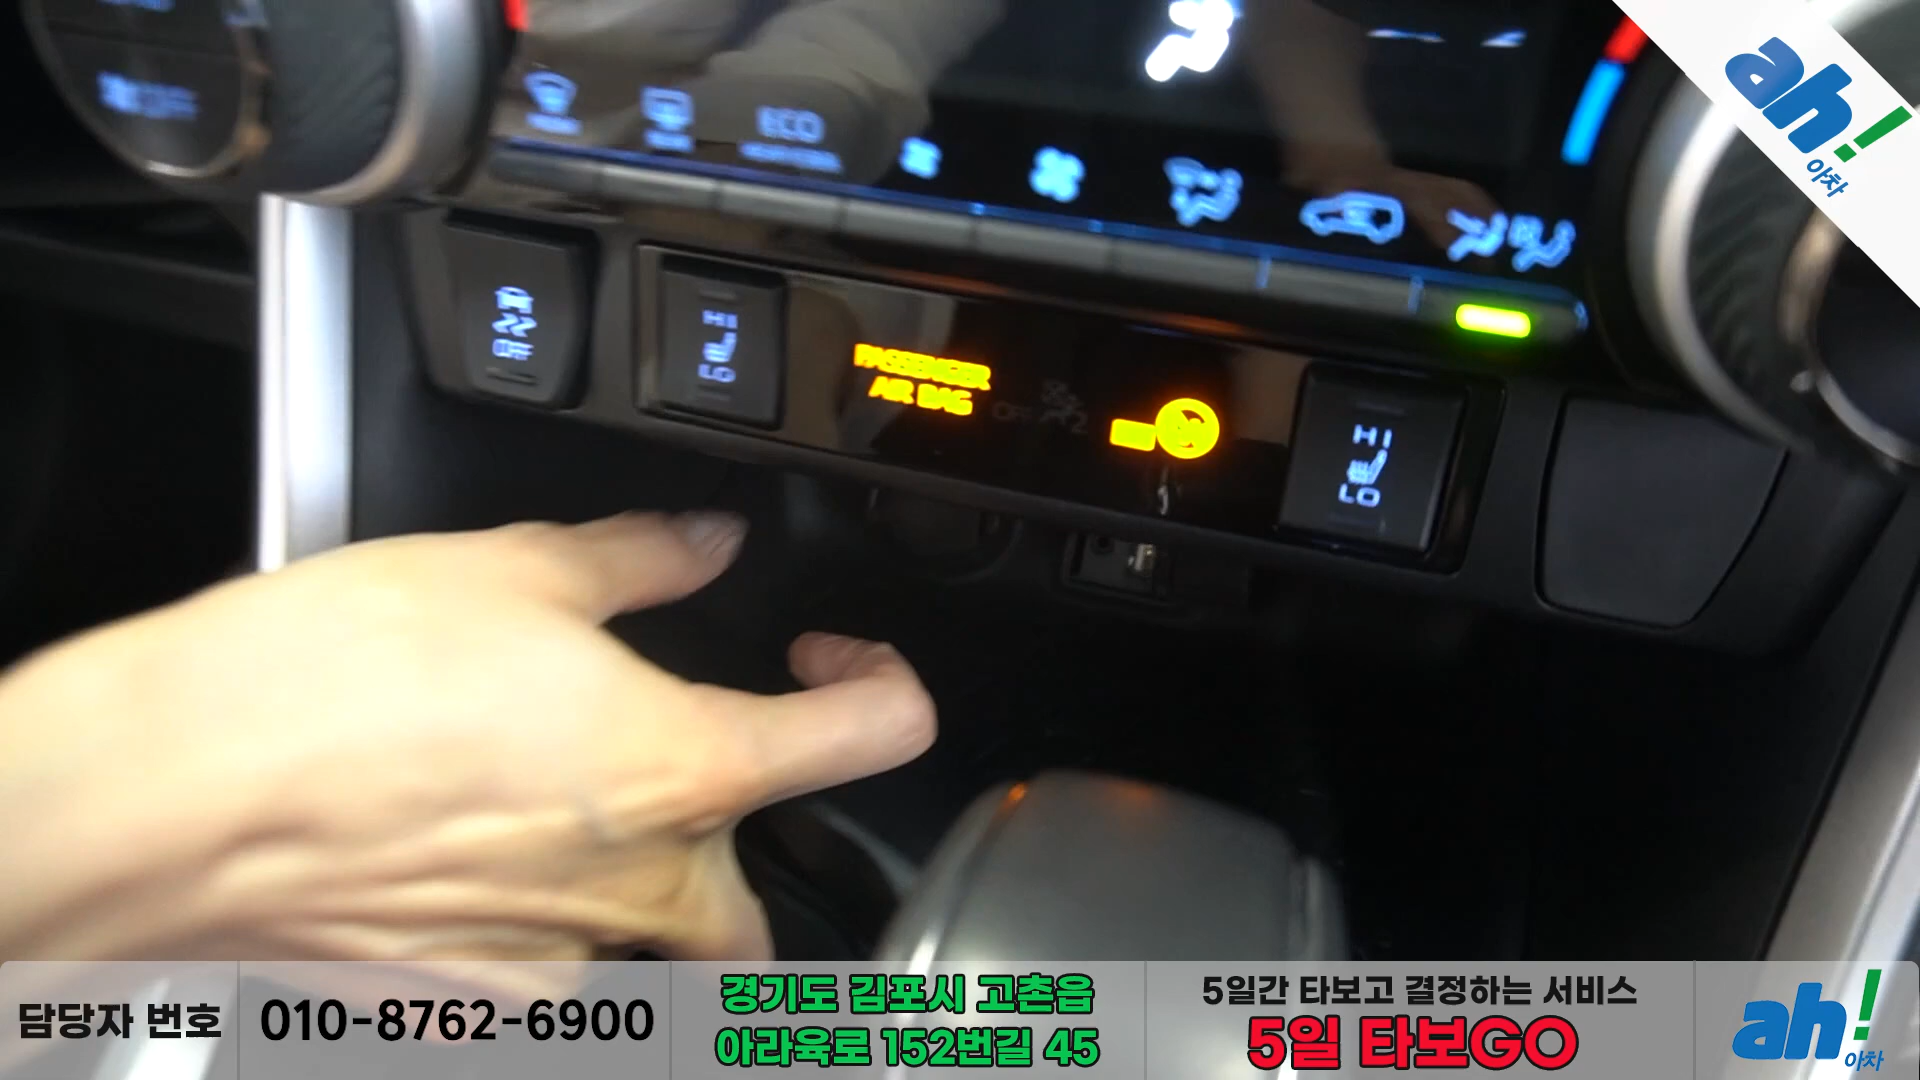 ah!
아차
ECO
HI
LO
OFF
PASSENGER
AIR BAG
HI
LO
담당자 번호
010-8762-6900
경기도 김포시 고촌읍
아라육로 152번길 45
5일간 타보고 결정하는 서비스
5일 타보GO
ah!
아차